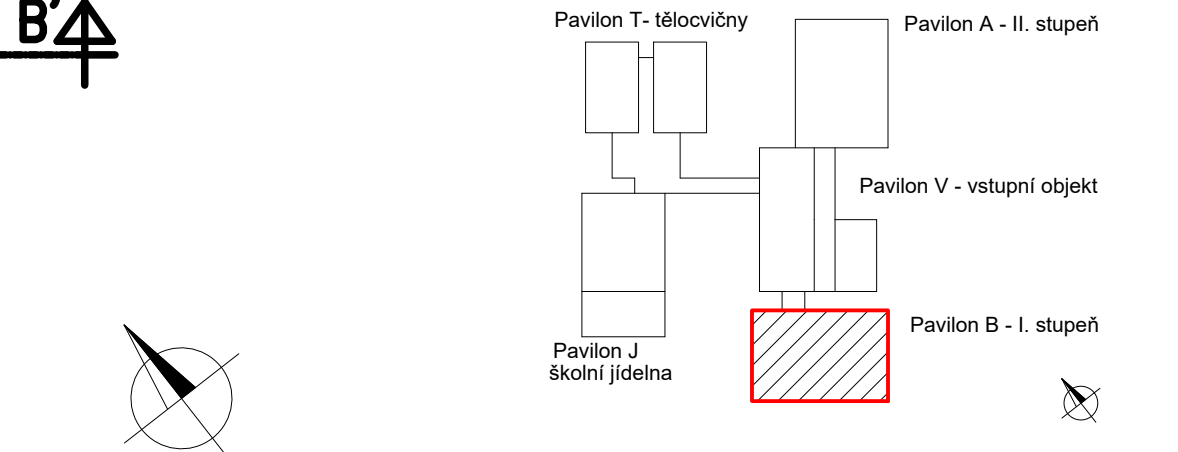 B'
Pavilon T- tělocvičny
Pavilon A - II. stupeň
Pavilon V - vstupní objekt
Pavilon B - I. stupeň
Pavilon J
školní jídelna